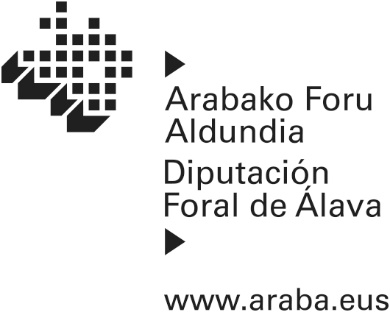 Arabako Foru
Aldundia
Diputación
Foral de Álava
www.araba.eus